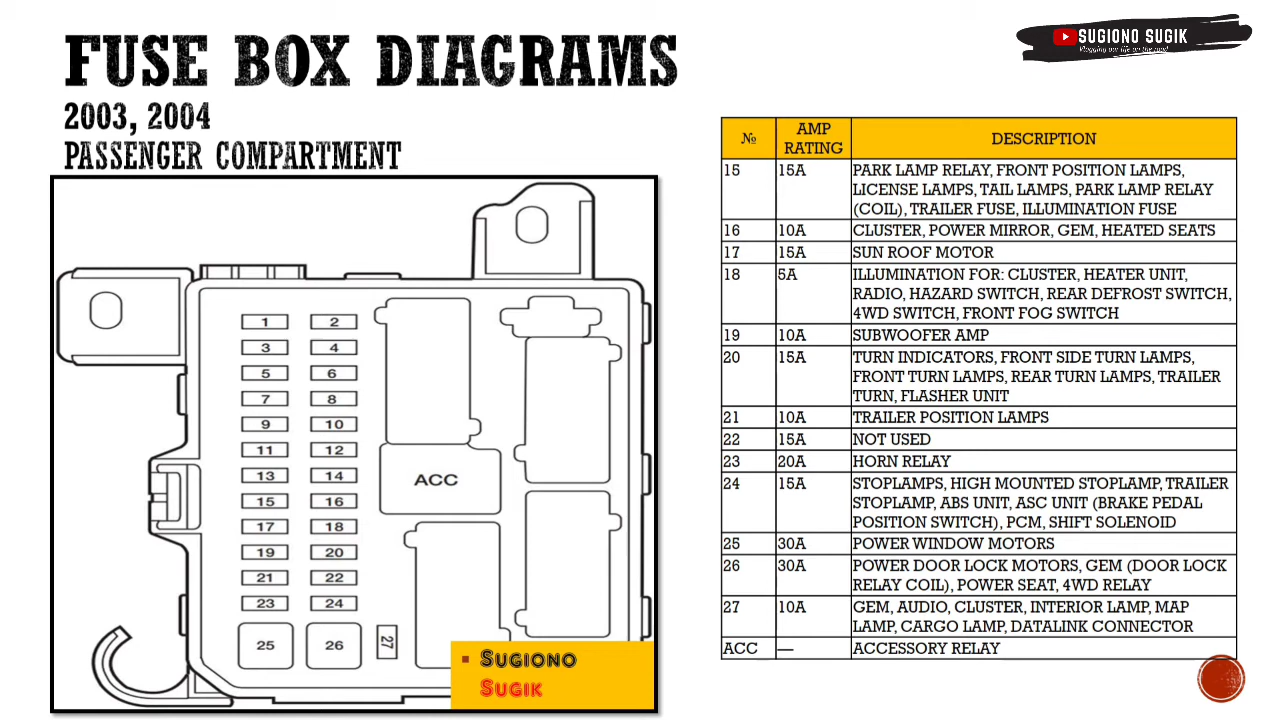 FUSE BOX DIAGRAMS
2003, 2004
PASSENGER COMPARTMENT
SUGIONO SUGIK
Vlogging our life on the road
1 2
3 4
5 6
7 8
9 10
11 12
13 14
15 16
17 18
19 20
21 22
23 24
25 26 27
ACC
SUGIONO
SUGIK
№ AMP RATING DESCRIPTION
15 15A PARK LAMP RELAY, FRONT POSITION LAMPS,
LICENSE LAMPS, TAIL LAMPS, PARK LAMP RELAY
(COIL), TRAILER FUSE, ILLUMINATION FUSE
16 10A CLUSTER, POWER MIRROR, GEM, HEATED SEATS
17 15A SUN ROOF MOTOR
18 5A ILLUMINATION FOR: CLUSTER, HEATER UNIT,
RADIO, HAZARD SWITCH, REAR DEFROST SWITCH,
4WD SWITCH, FRONT FOG SWITCH
19 10A SUBWOOFER AMP
20 15A TURN INDICATORS, FRONT SIDE TURN LAMPS,
FRONT TURN LAMPS, REAR TURN LAMPS, TRAILER
TURN, FLASHER UNIT
21 10A TRAILER POSITION LAMPS
22 15A NOT USED
23 20A HORN RELAY
24 15A STOPLAMPS, HIGH MOUNTED STOPLAMP, TRAILER
STOPLAMP, ABS UNIT, ASC UNIT (BRAKE PEDAL
POSITION SWITCH), PCM, SHIFT SOLENOID
25 30A POWER WINDOW MOTORS
26 30A POWER DOOR LOCK MOTORS, GEM (DOOR LOCK
RELAY COIL), POWER SEAT, 4WD RELAY
27 10A GEM, AUDIO, CLUSTER, INTERIOR LAMP, MAP
LAMP, CARGO LAMP, DATALINK CONNECTOR
ACC — ACCESSORY RELAY